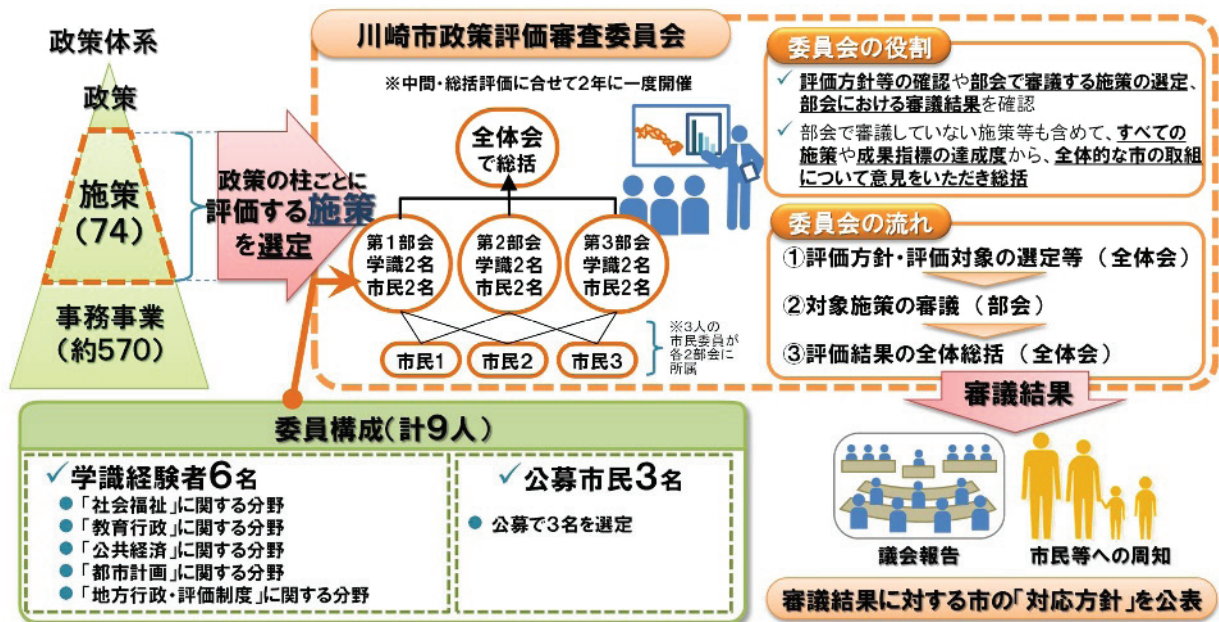 政策体系
政策
施策
(74)
事務事業
(約570)
政策の柱ごとに
評価する施策
を選定
川崎市政策評価審査委員会
※中間・総括評価に合せて2年に一度開催
全体会
で総括
第1部会
学識2名
市民2名
第2部会
学識2名
市民2名
第3部会
学識2名
市民2名
市民1
市民2
市民3
※3人の
市民委員が
各2部会に
所属
委員会の役割
✓ 評価方針等の確認や部会で審議する施策の選定、
部会における審議結果を確認
✓ 部会で審議していない施策等も含めて、すべての
施策や成果指標の達成度から、全体的な市の取組
について意見をいただき総括
委員会の流れ
①評価方針・評価対象の選定等（全体会）
②対象施策の審議（部会）
③評価結果の全体総括（全体会）
審議結果
委員構成(計9人)
✓学識経験者6名
●「社会福祉」に関する分野
●「教育行政」に関する分野
●「公共経済」に関する分野
●「都市計画」に関する分野
●「地方行政・評価制度」に関する分野
✓公募市民3名
● 公募で3名を選定
議会報告
市民等への周知
審議結果に対する市の「対応方針」を公表